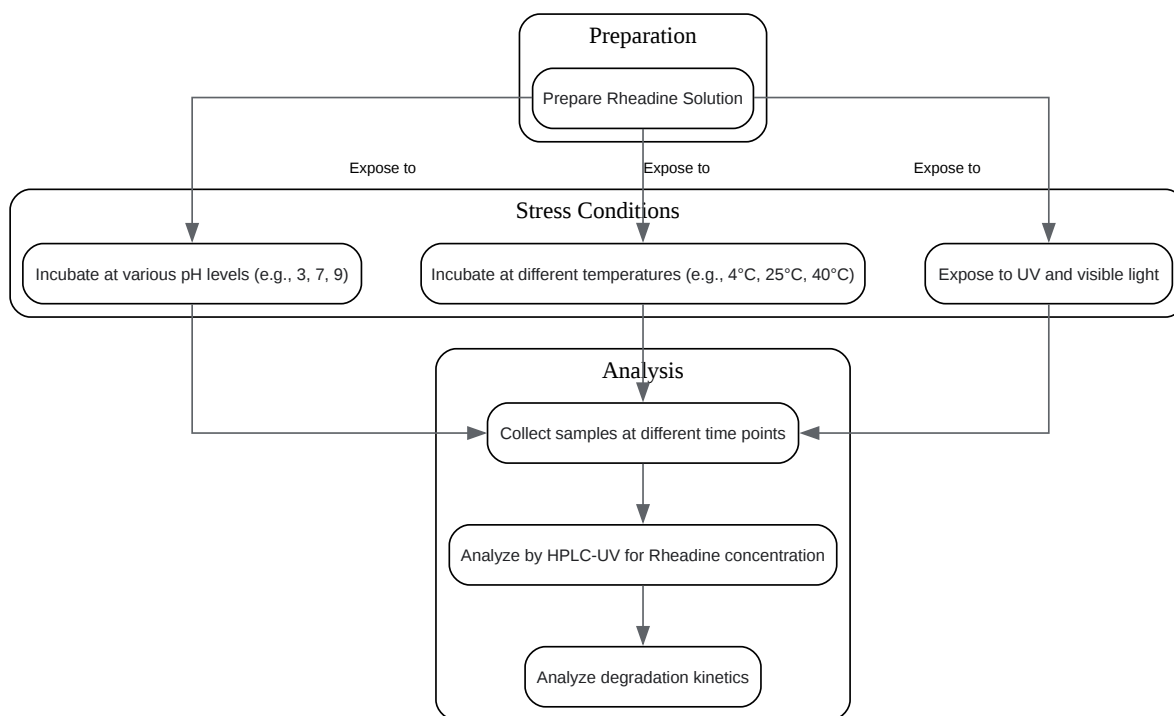 Preparation
Prepare Rheadine Solution
Expose to
Expose to
Expose to
Stress Conditions
Incubate at various pH levels (e.g., 3, 7, 9)
Incubate at different temperatures (e.g., 4°C, 25°C, 40°C)
Expose to UV and visible light
Analysis
Collect samples at different time points
Analyze by HPLC-UV for Rheadine concentration
Analyze degradation kinetics